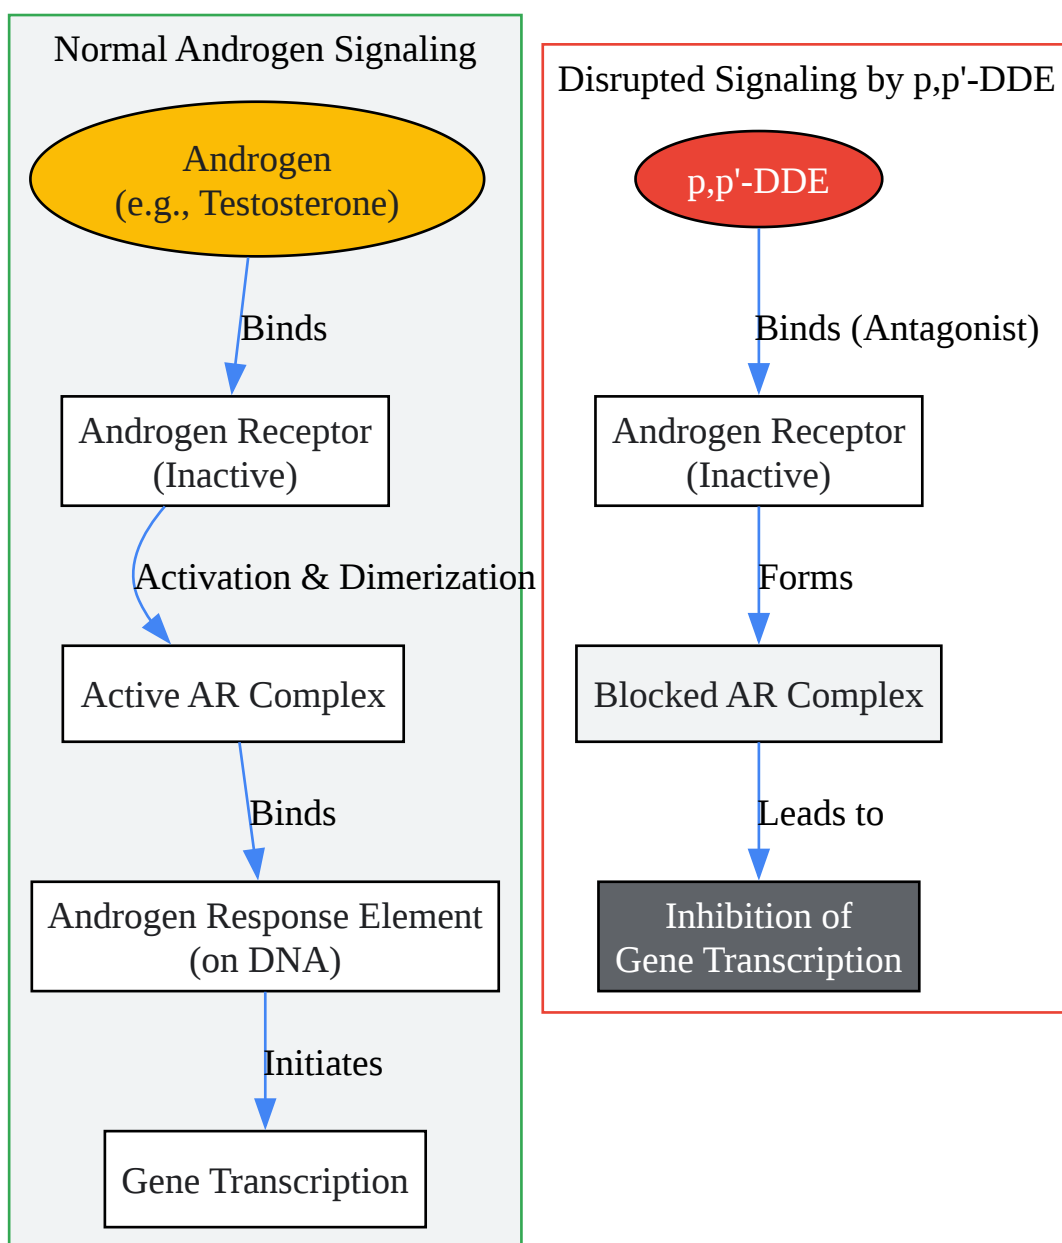 Normal Androgen Signaling
Androgen
(e.g., Testosterone)
Binds
Androgen Receptor
(Inactive)
Activation & Dimerization
Active AR Complex
Binds
Androgen Response Element
(on DNA)
Initiates
Gene Transcription
Disrupted Signaling by p,p'-DDE
p,p'-DDE
Binds (Antagonist)
Androgen Receptor
(Inactive)
Forms
Blocked AR Complex
Leads to
Inhibition of
Gene Transcription